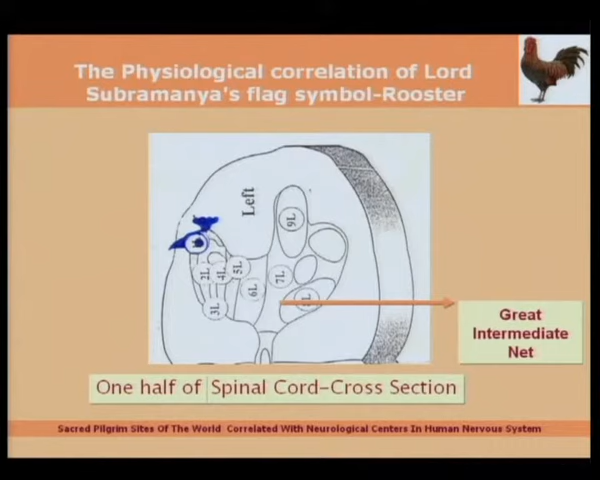 The Physiological correlation of Lord
Subramanya's flag symbol-Rooster
Left
9L
2L
4L
5L
7L
6L
3L
Great
Intermediate
Net
One half of Spinal Cord-Cross Section
Sacred Pilgrim Sites Of The World Correlated With Neurological Centers In Human Nervous System